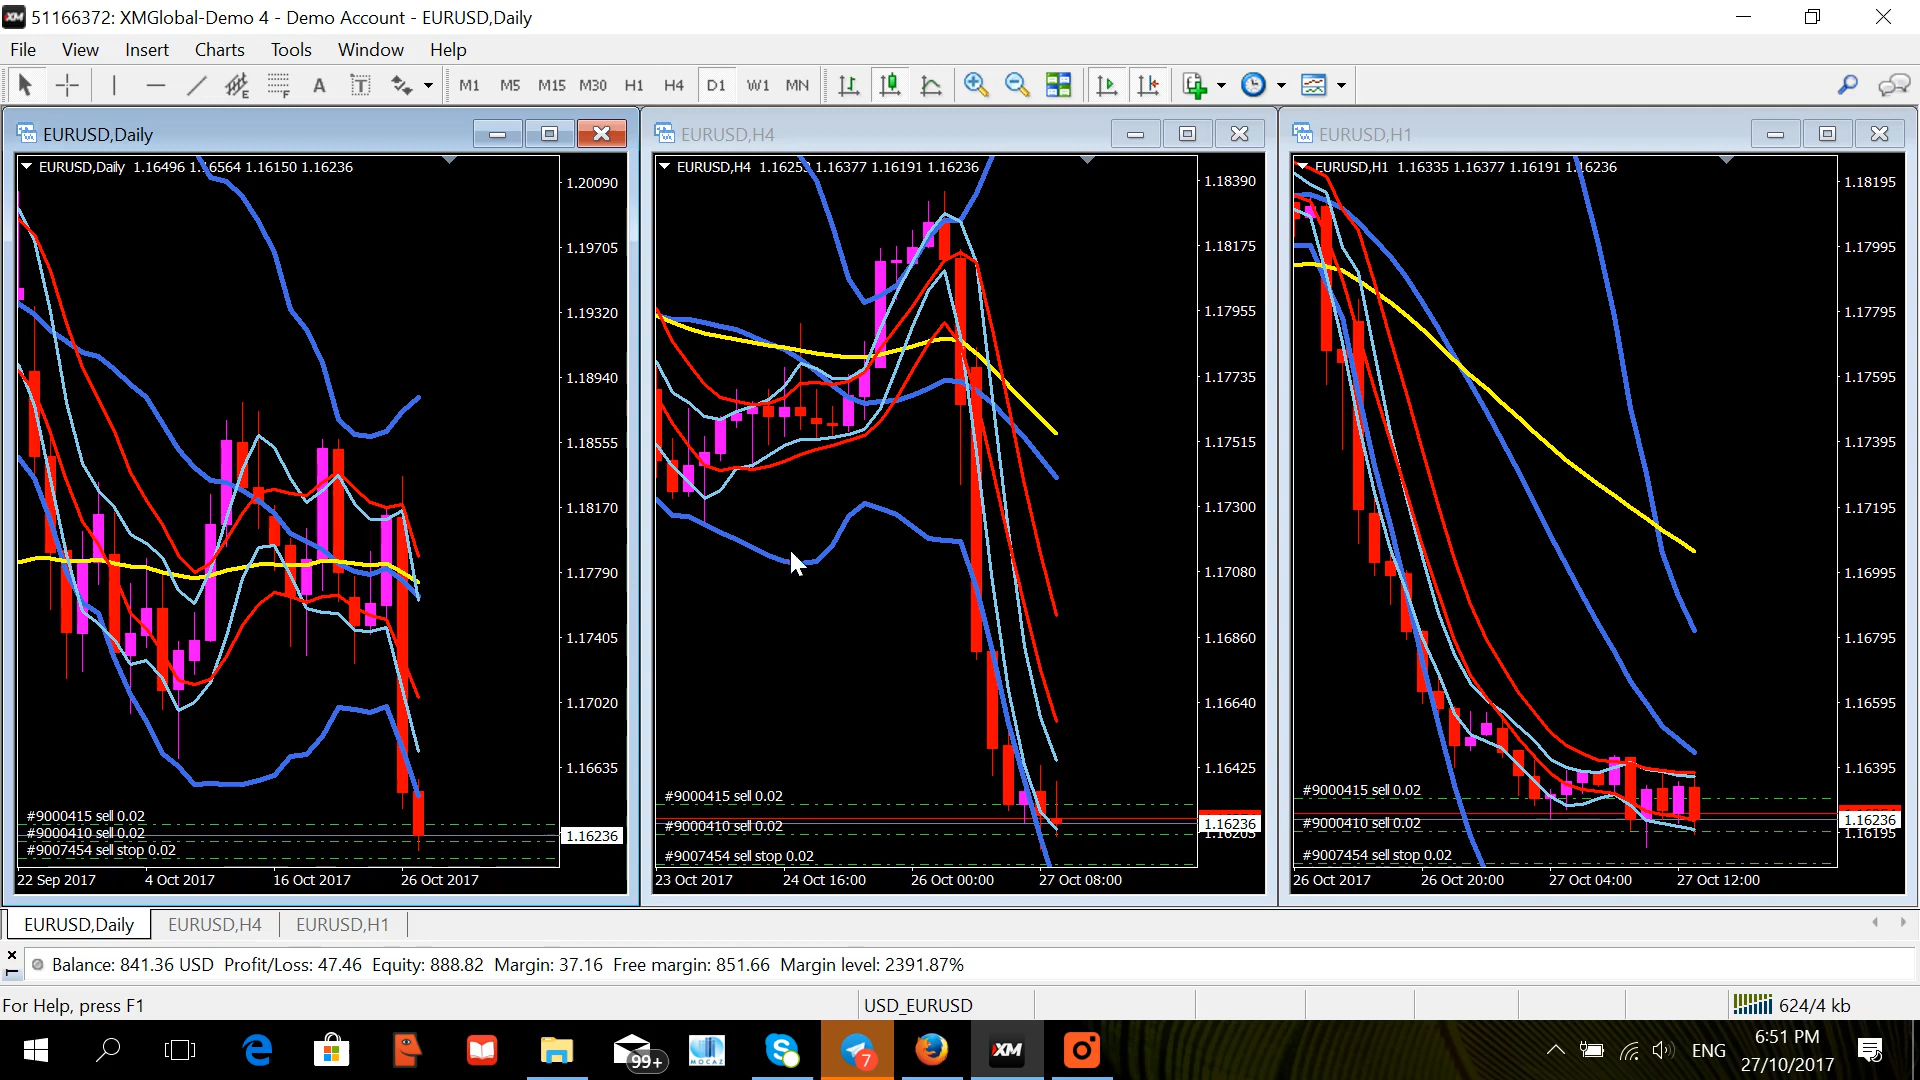 51166372: XMGlobal-Demo 4 - Demo Account - EURUSD,Daily
File View Insert Charts Tools Window Help
M1 M5 M15 M30 H1 H4 D1 W1 MN
EURUSD,Daily
EURUSD,Daily 1.16496 1.16564 1.16150 1.16236
1.20090
1.19705
1.19320
1.18940
1.18555
1.18170
1.17790
1.17405
1.17020
1.16635
1.16236
#9000415 sell 0.02
#9000410 sell 0.02
#9007454 sell stop 0.02
22 Sep 2017 4 Oct 2017 16 Oct 2017 26 Oct 2017
EURUSD,H4
EURUSD,H4 1.16253 1.16377 1.16191 1.16236
1.18390
1.18175
1.17955
1.17735
1.17515
1.17300
1.17080
1.16860
1.16640
1.16425
1.16236
1.16205
#9000415 sell 0.02
#9000410 sell 0.02
#9007454 sell stop 0.02
23 Oct 2017 24 Oct 16:00 26 Oct 00:00 27 Oct 08:00
EURUSD,H1
EURUSD,H1 1.16335 1.16377 1.16191 1.16236
1.18195
1.17995
1.17795
1.17595
1.17395
1.17195
1.16995
1.16795
1.16595
1.16395
1.16236
1.16195
#9000415 sell 0.02
#9000410 sell 0.02
#9007454 sell stop 0.02
26 Oct 2017 26 Oct 20:00 27 Oct 04:00 27 Oct 12:00
EURUSD,Daily EURUSD,H4 EURUSD,H1
Balance: 841.36 USD Profit/Loss: 47.46 Equity: 888.82 Margin: 37.16 Free margin: 851.66 Margin level: 2391.87%
For Help, press F1
USD_EURUSD
624/4 kb
99+
MOCAZ
7
XM
ENG
6:51 PM
27/10/2017